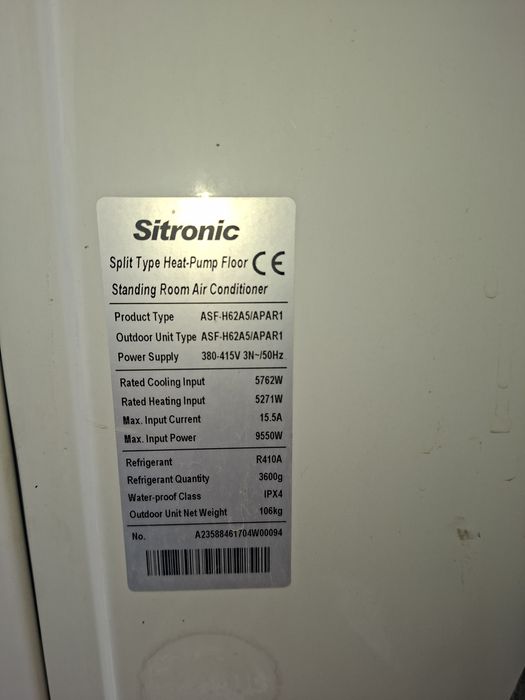 Sitronic
Split Type Heat-Pump Floor CE
Standing Room Air Conditioner
Product Type ASF-H62A5/APAR1
Outdoor Unit Type ASF-H62A5/APAR1
Power Supply 380-415V 3N~/50Hz
Rated Cooling Input 5762W
Rated Heating Input 5271W
Max. Input Current 15.5A
Max. Input Power 9550W
Refrigerant R410A
Refrigerant Quantity 3600g
Water-proof Class IPX4
Outdoor Unit Net Weight 106kg
No. A23588461704W00094